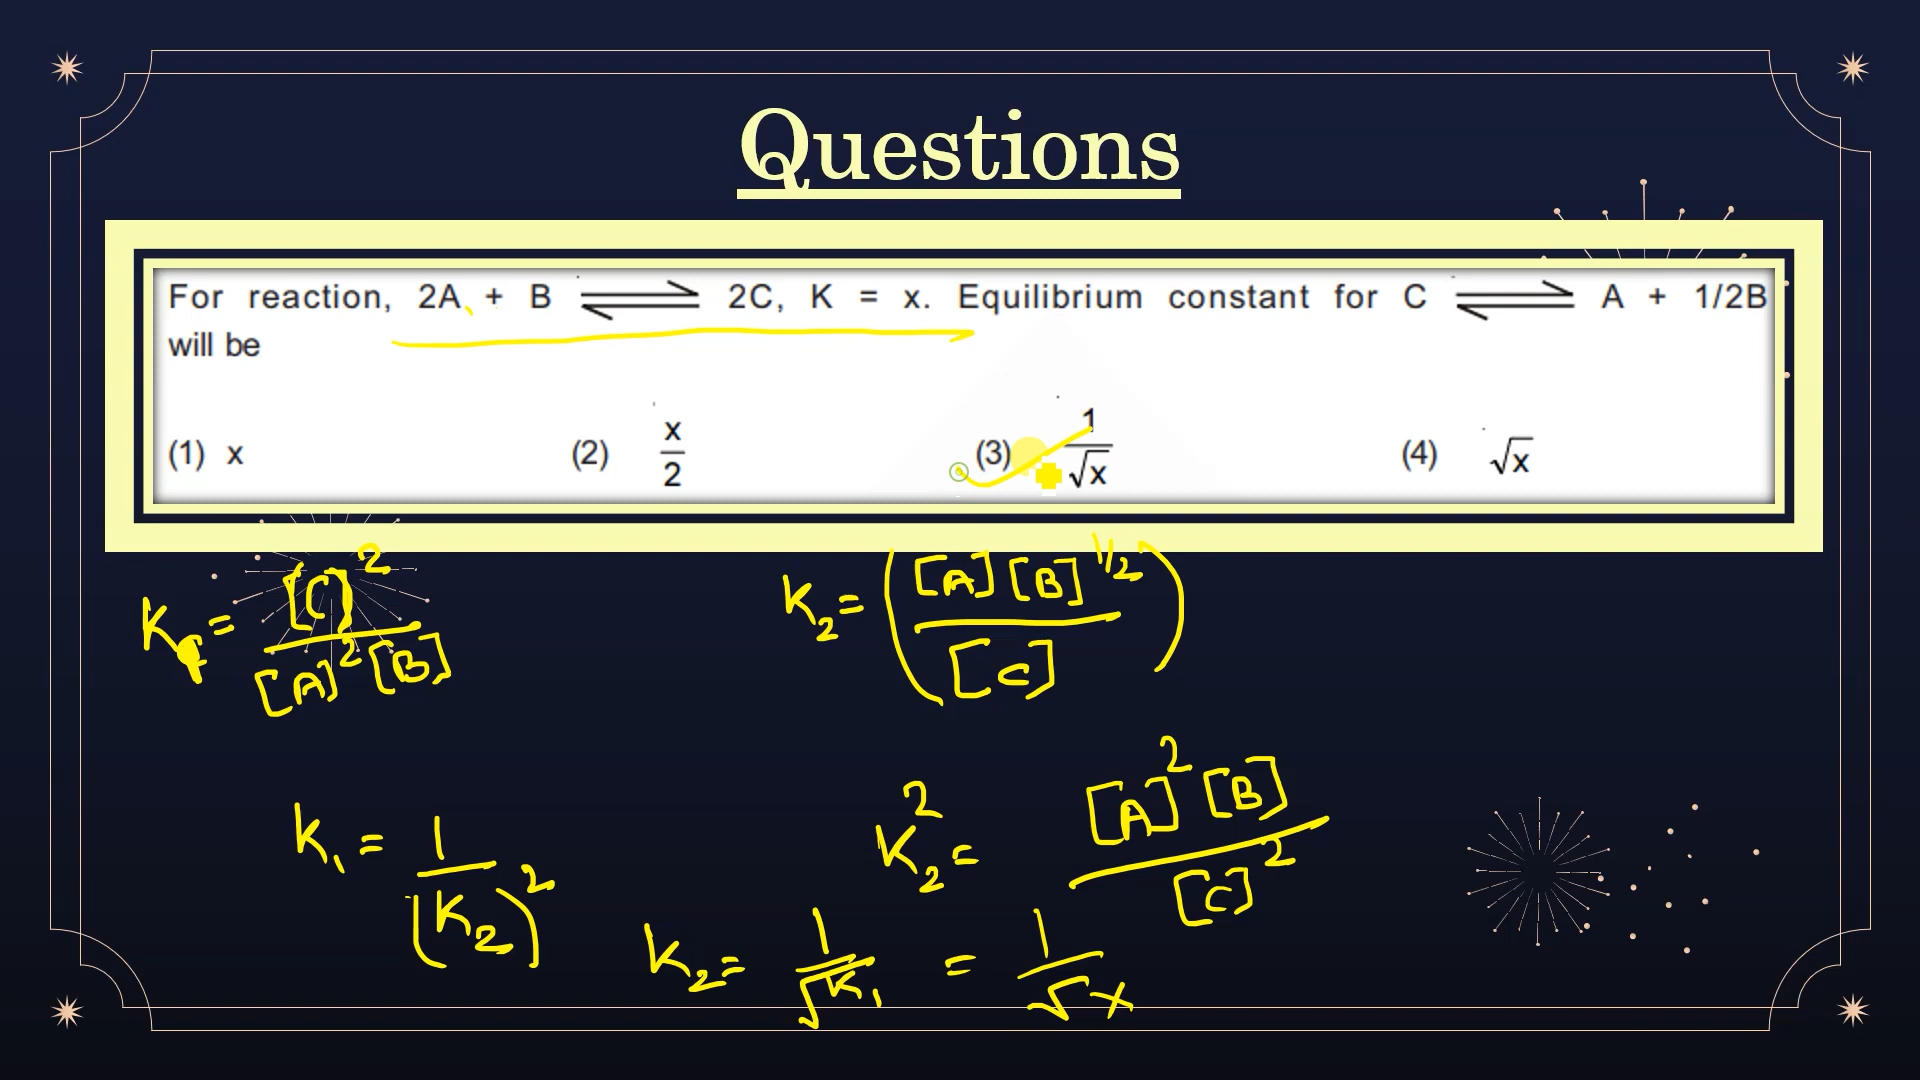 Questions
For reaction, 2A + B ⇌ 2C, K = x. Equilibrium constant for C ⇌ A + 1/2B
will be
(1) x (2) x/2 (3) 1/√x (4) √x
K₁ = [C]²/[A]²[B]
K₂ = ([A][B]^1/2/[C])
K₁ = 1/(K₂)²
K₂² = [A]²[B]/[C]²
K₂ = 1/√K₁ = 1/√x